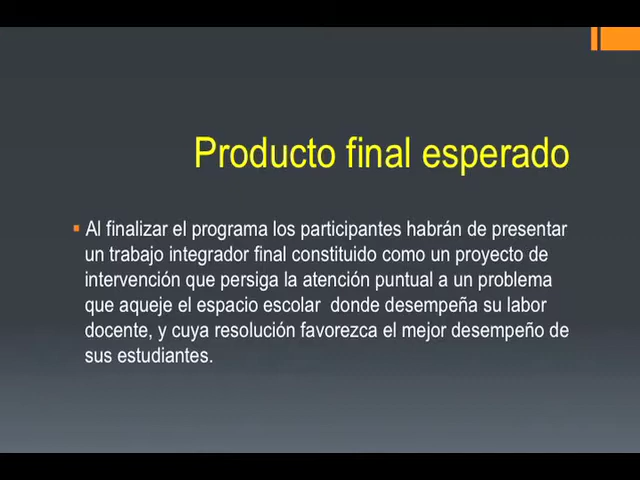 Producto final esperado
Al finalizar el programa los participantes habrán de presentar
un trabajo integrador final constituido como un proyecto de
intervención que persiga la atención puntual a un problema
que aqueje el espacio escolar  donde desempeña su labor
docente, y cuya resolución favorezca el mejor desempeño de
sus estudiantes.